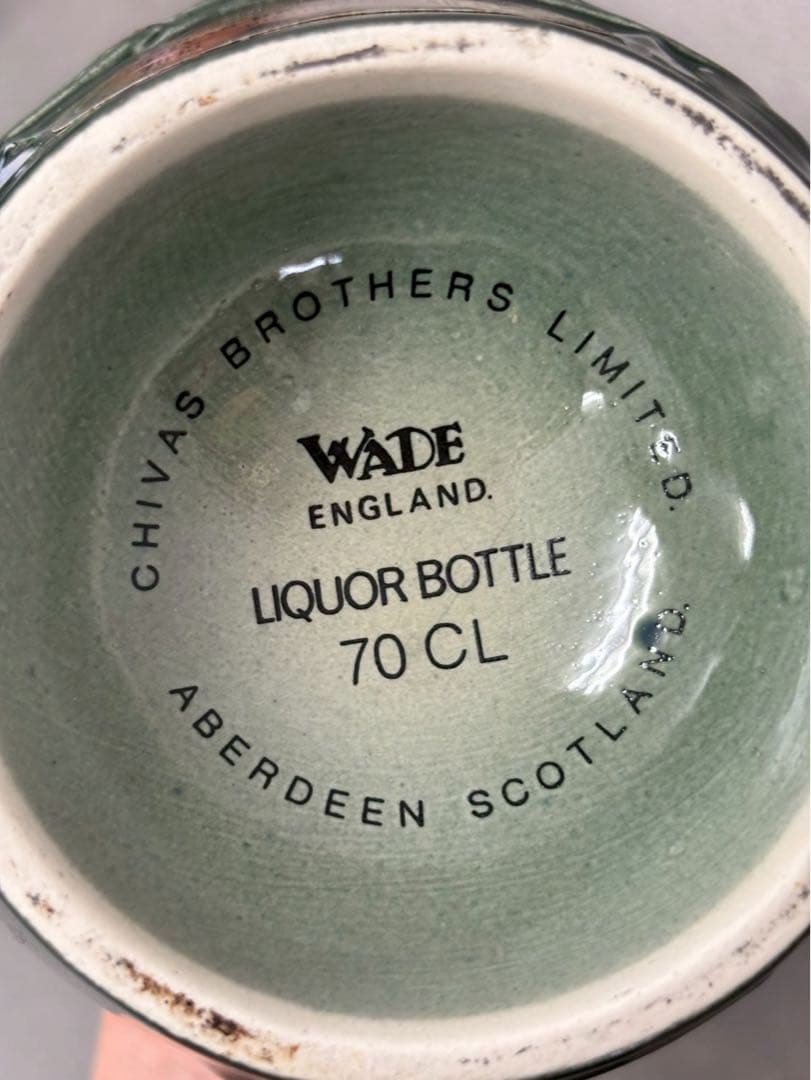 CHIVAS BROTHERS LIMITED.
WADE
ENGLAND.
LIQUOR BOTTLE
70 CL
ABERDEEN SCOTLAND.